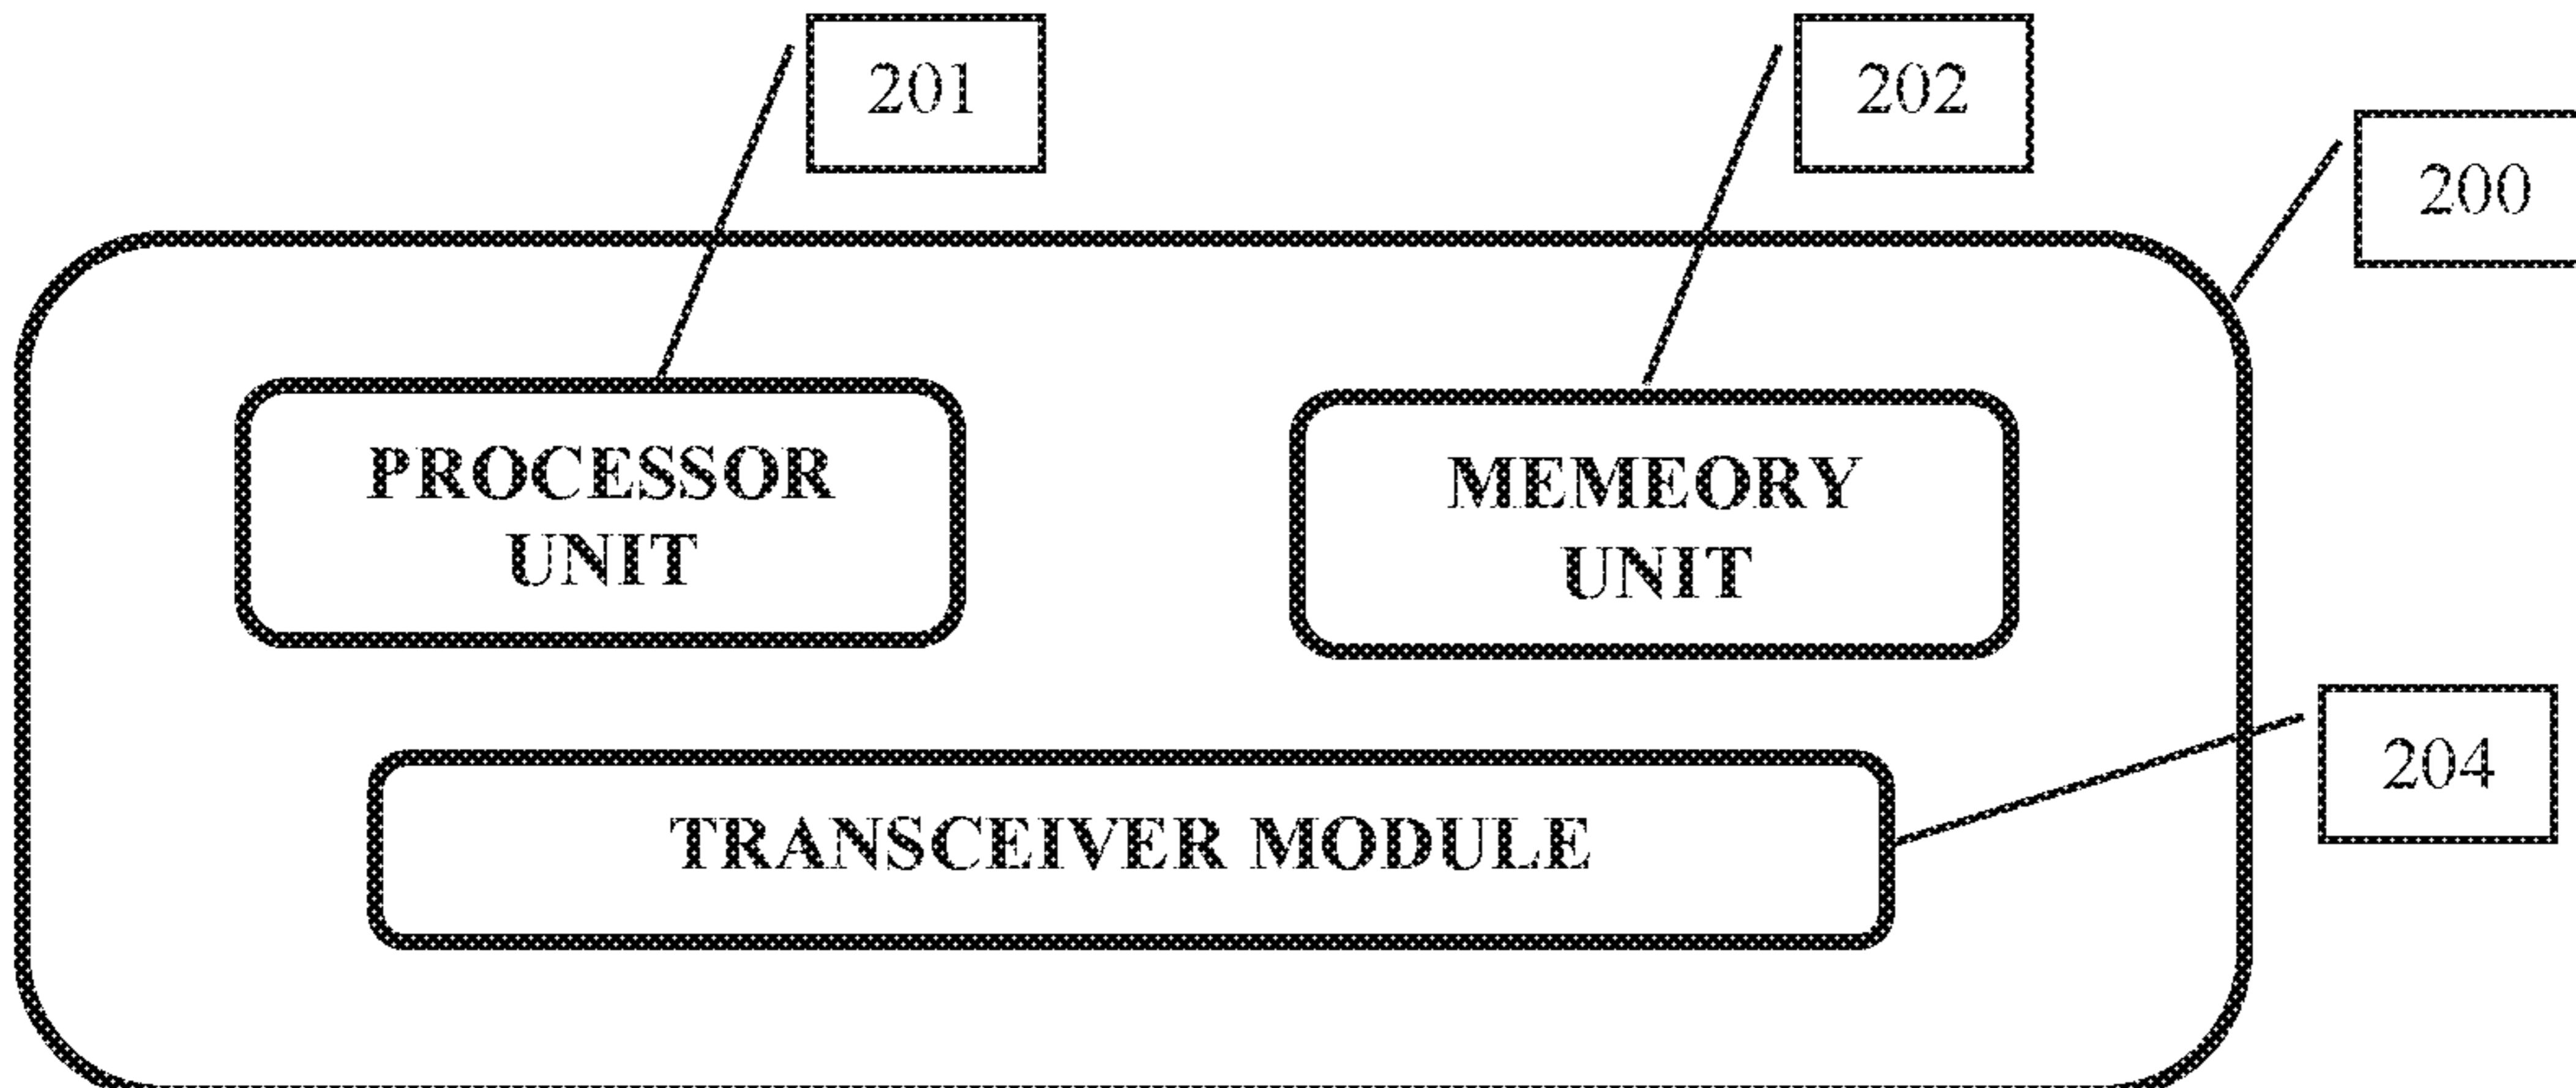 201
202
200
PROCESSOR
UNIT
MEMEORY
UNIT
204
TRANSCEIVER MODULE